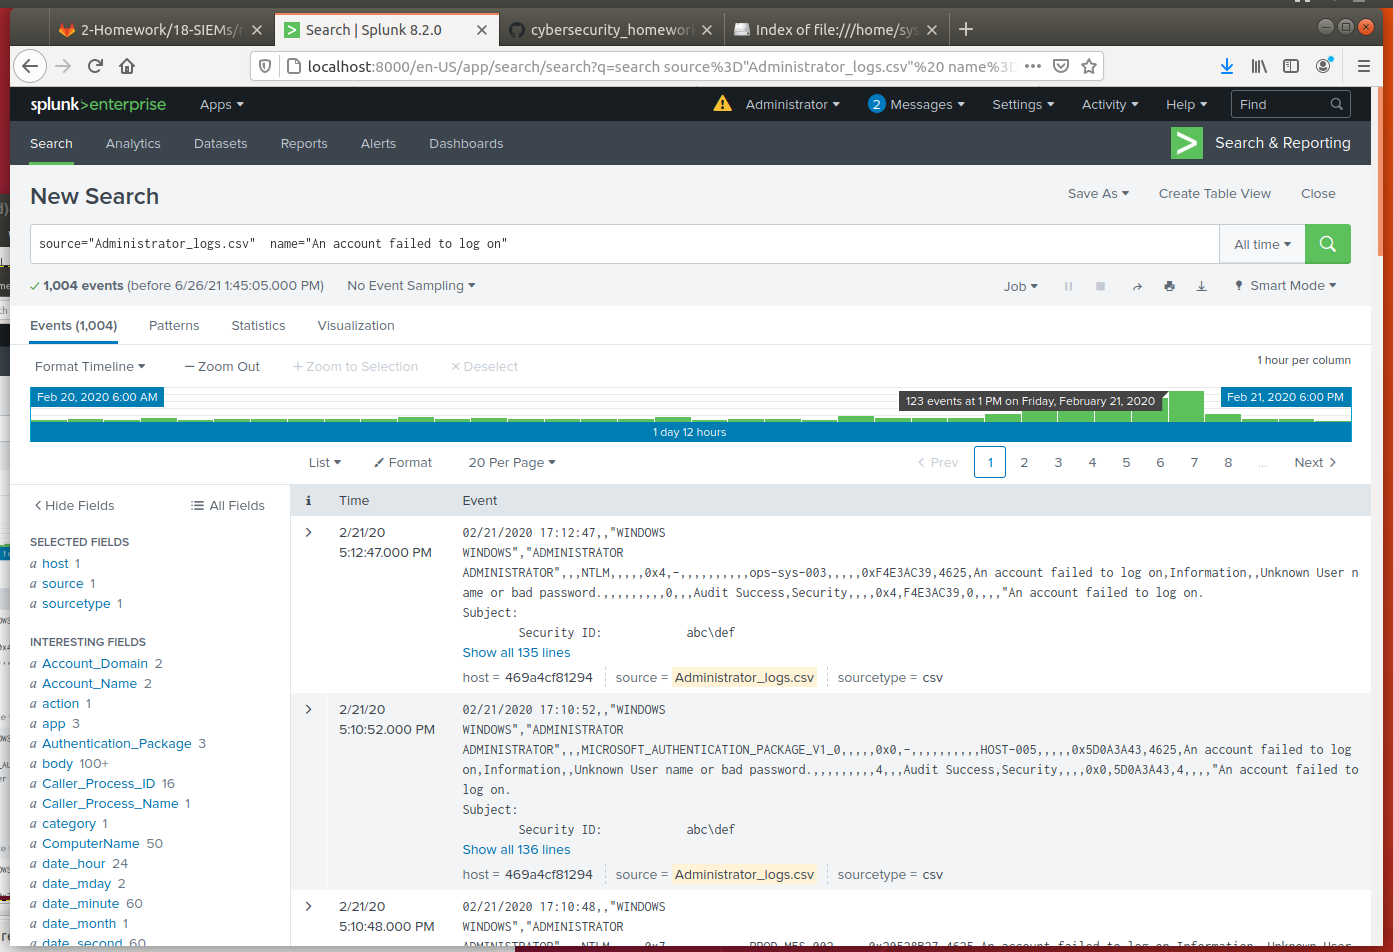 2-Homework/18-SIEMs/r
Search | Splunk 8.2.0
cybersecurity_homework
Index of file:///home/sys
localhost:8000/en-US/app/search/search?q=search source%3D"Administrator_logs.csv"%20 name%3D
splunk>enterprise
Apps
Administrator
2 Messages
Settings
Activity
Help
Find
Search
Analytics
Datasets
Reports
Alerts
Dashboards
Search & Reporting
New Search
Save As
Create Table View
Close
source="Administrator_logs.csv"  name="An account failed to log on"
All time
1,004 events (before 6/26/21 1:45:05.000 PM)
No Event Sampling
Job
Smart Mode
Events (1,004)
Patterns
Statistics
Visualization
Format Timeline
— Zoom Out
+ Zoom to Selection
× Deselect
1 hour per column
Feb 20, 2020 6:00 AM
123 events at 1 PM on Friday, February 21, 2020
Feb 21, 2020 6:00 PM
1 day 12 hours
List
Format
20 Per Page
< Prev
1
2
3
4
5
6
7
8
...
Next >
< Hide Fields
All Fields
SELECTED FIELDS
a host 1
a source 1
a sourcetype 1
INTERESTING FIELDS
a Account_Domain 2
a Account_Name 2
a action 1
a app 3
a Authentication_Package 3
a body 100+
a Caller_Process_ID 16
a Caller_Process_Name 1
a category 1
a ComputerName 50
a date_hour 24
a date_mday 2
a date_minute 60
a date_month 1
a date_second 60
i
Time
Event
2/21/20
5:12:47.000 PM
02/21/2020 17:12:47,,"WINDOWS
WINDOWS","ADMINISTRATOR
ADMINISTRATOR",,,NTLM,,,,,0x4,-,,,,,,,,,,ops-sys-003,,,,,0xF4E3AC39,4625,An account failed to log on,Information,,Unknown User n
ame or bad password.,,,,,,,,,,0,,,Audit Success,Security,,,,0x4,F4E3AC39,0,,,,"An account failed to log on.
Subject:
Security ID: abc\def
Show all 135 lines
host = 469a4cf81294
source = Administrator_logs.csv
sourcetype = csv
2/21/20
5:10:52.000 PM
02/21/2020 17:10:52,,"WINDOWS
WINDOWS","ADMINISTRATOR
ADMINISTRATOR",,,MICROSOFT_AUTHENTICATION_PACKAGE_V1_0,,,,,0x0,-,,,,,,,,,,HOST-005,,,,,0x5D0A3A43,4625,An account failed to log
on,Information,,Unknown User name or bad password.,,,,,,,,,,4,,,Audit Success,Security,,,,0x0,5D0A3A43,4,,,,"An account failed to
log on.
Subject:
Security ID: abc\def
Show all 136 lines
host = 469a4cf81294
source = Administrator_logs.csv
sourcetype = csv
2/21/20
5:10:48.000 PM
02/21/2020 17:10:48,,"WINDOWS
WINDOWS","ADMINISTRATOR